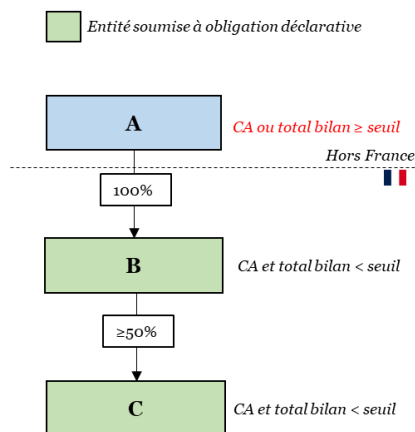 Entité soumise à obligation déclarative
A
CA ou total bilan ≥ seuil
Hors France
100%
B
CA et total bilan < seuil
≥50%
C
CA et total bilan < seuil